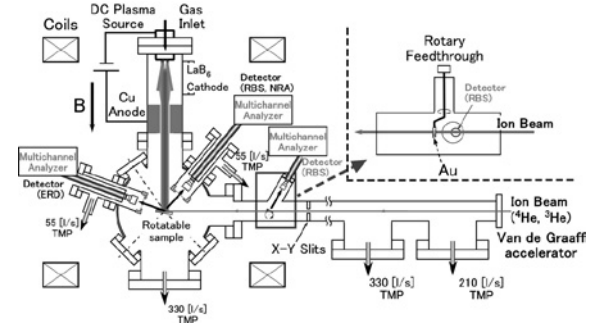 Coils
DC Plasma
Source
Gas
Inlet
LaB6
Cathode
Cu
Anode
B
Detector
(RBS, NRA)
Multichannel
Analyzer
Multichannel
Analyzer
Detector
(RBS)
55 [l/s]
TMP
Multichannel
Analyzer
Detector
(ERD)
55 [l/s]
TMP
Rotatable
sample
X-Y Slits
Ion Beam
(⁴He, ³He)
Van de Graaff
accelerator
330 [l/s]
TMP
330 [l/s]
TMP
210 [l/s]
TMP
Rotary
Feedthrough
Detector
(RBS)
Ion Beam
Au